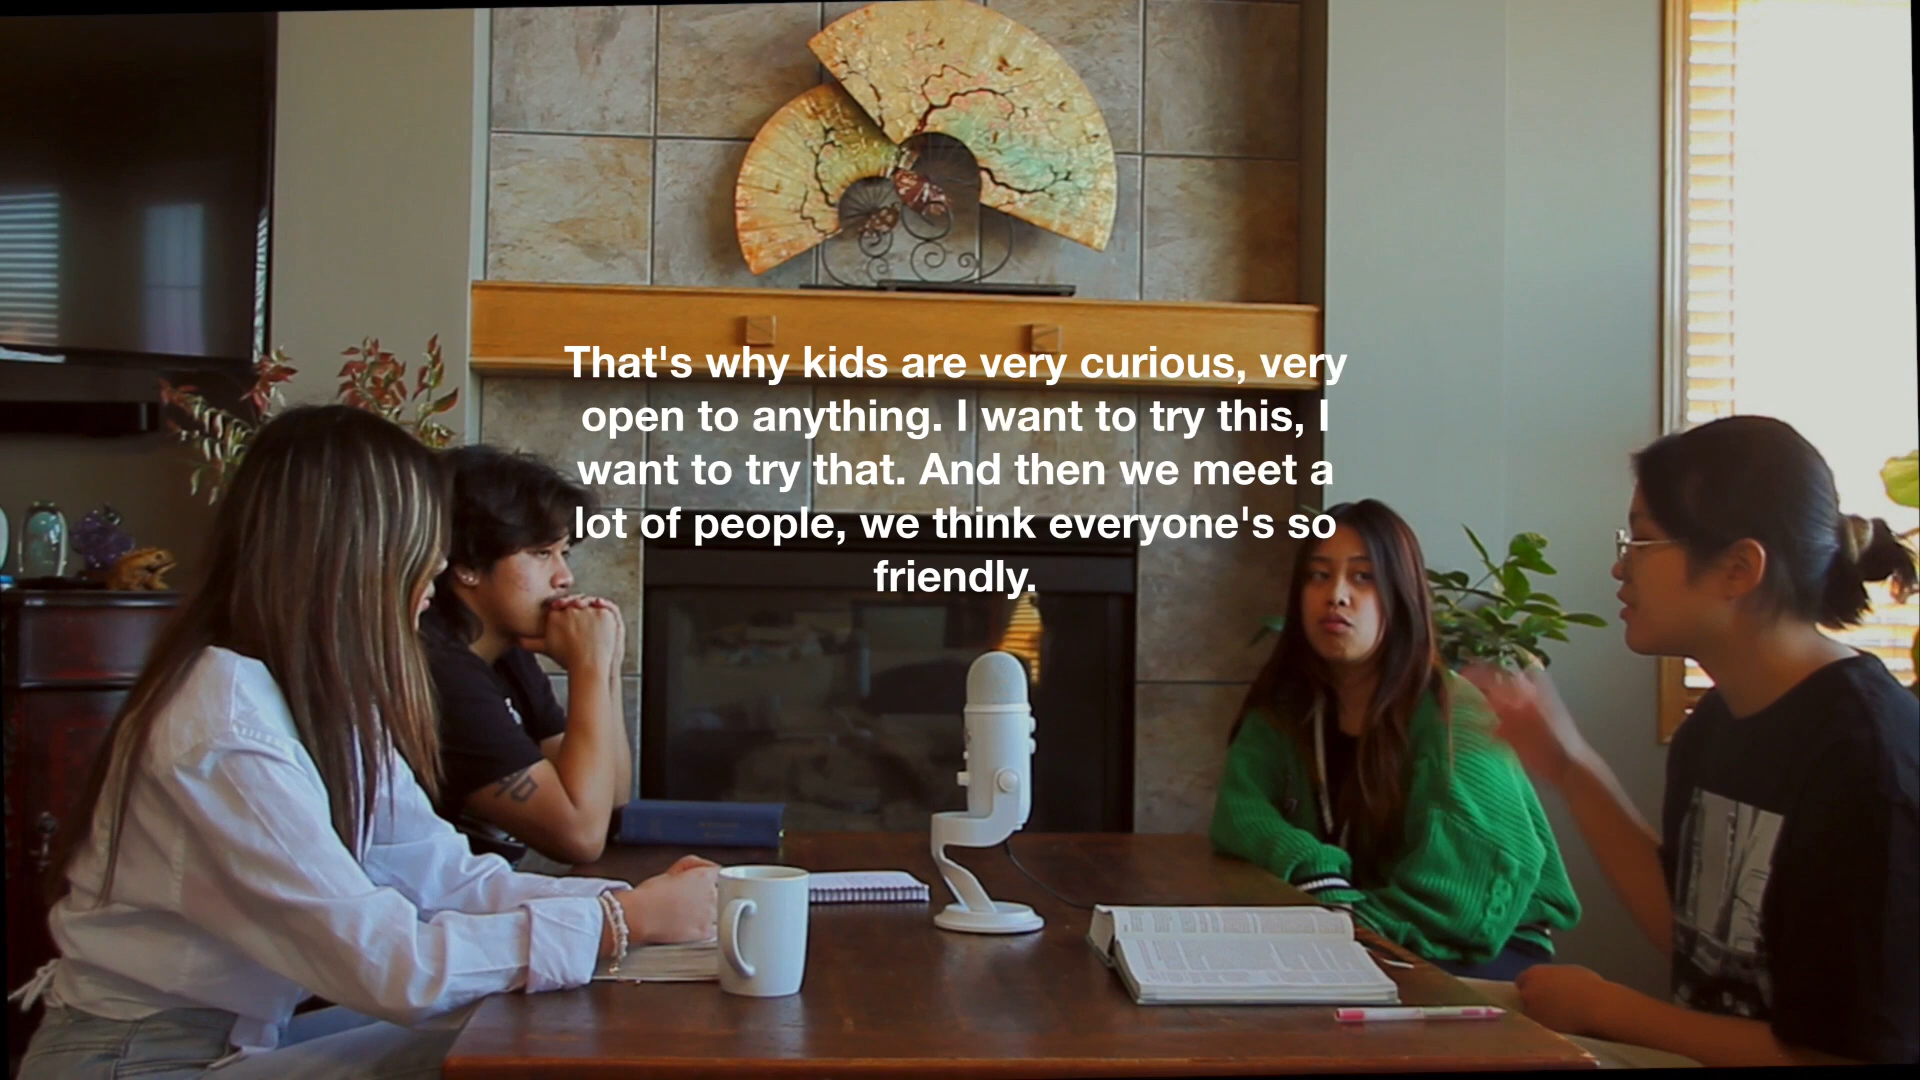 That's why kids are very curious, very
open to anything. I want to try this, I
want to try that. And then we meet a
lot of people, we think everyone's so
friendly.